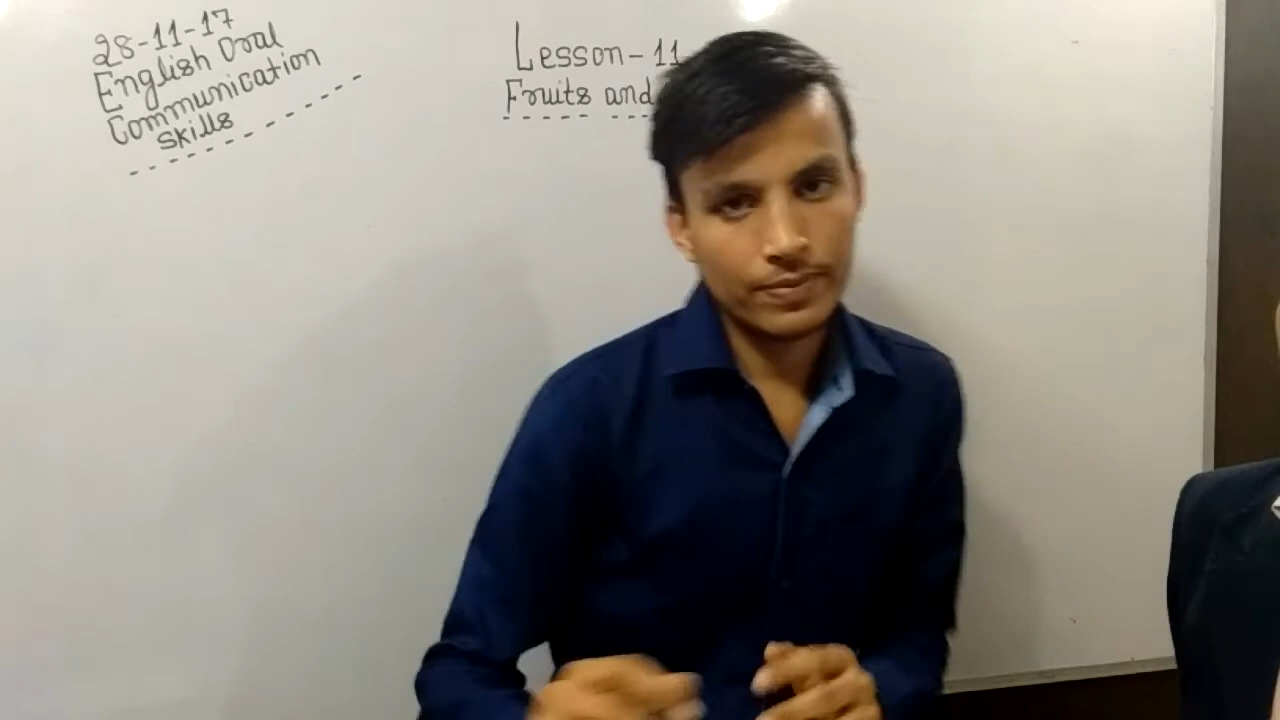 28-11-17
English Oral
Communication
Skills
Lesson-11
Fruits and